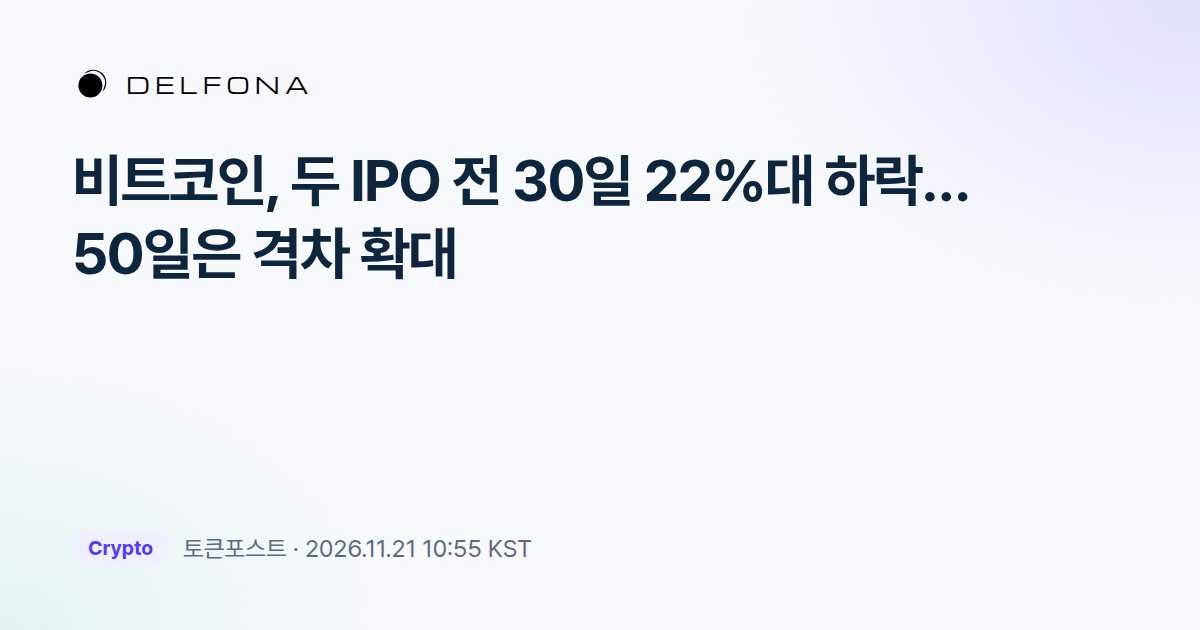 DELFONA
비트코인, 두 IPO 전 30일 22%대 하락...
50일은 격차 확대
Crypto 토큰포스트 · 2026.11.21 10:55 KST